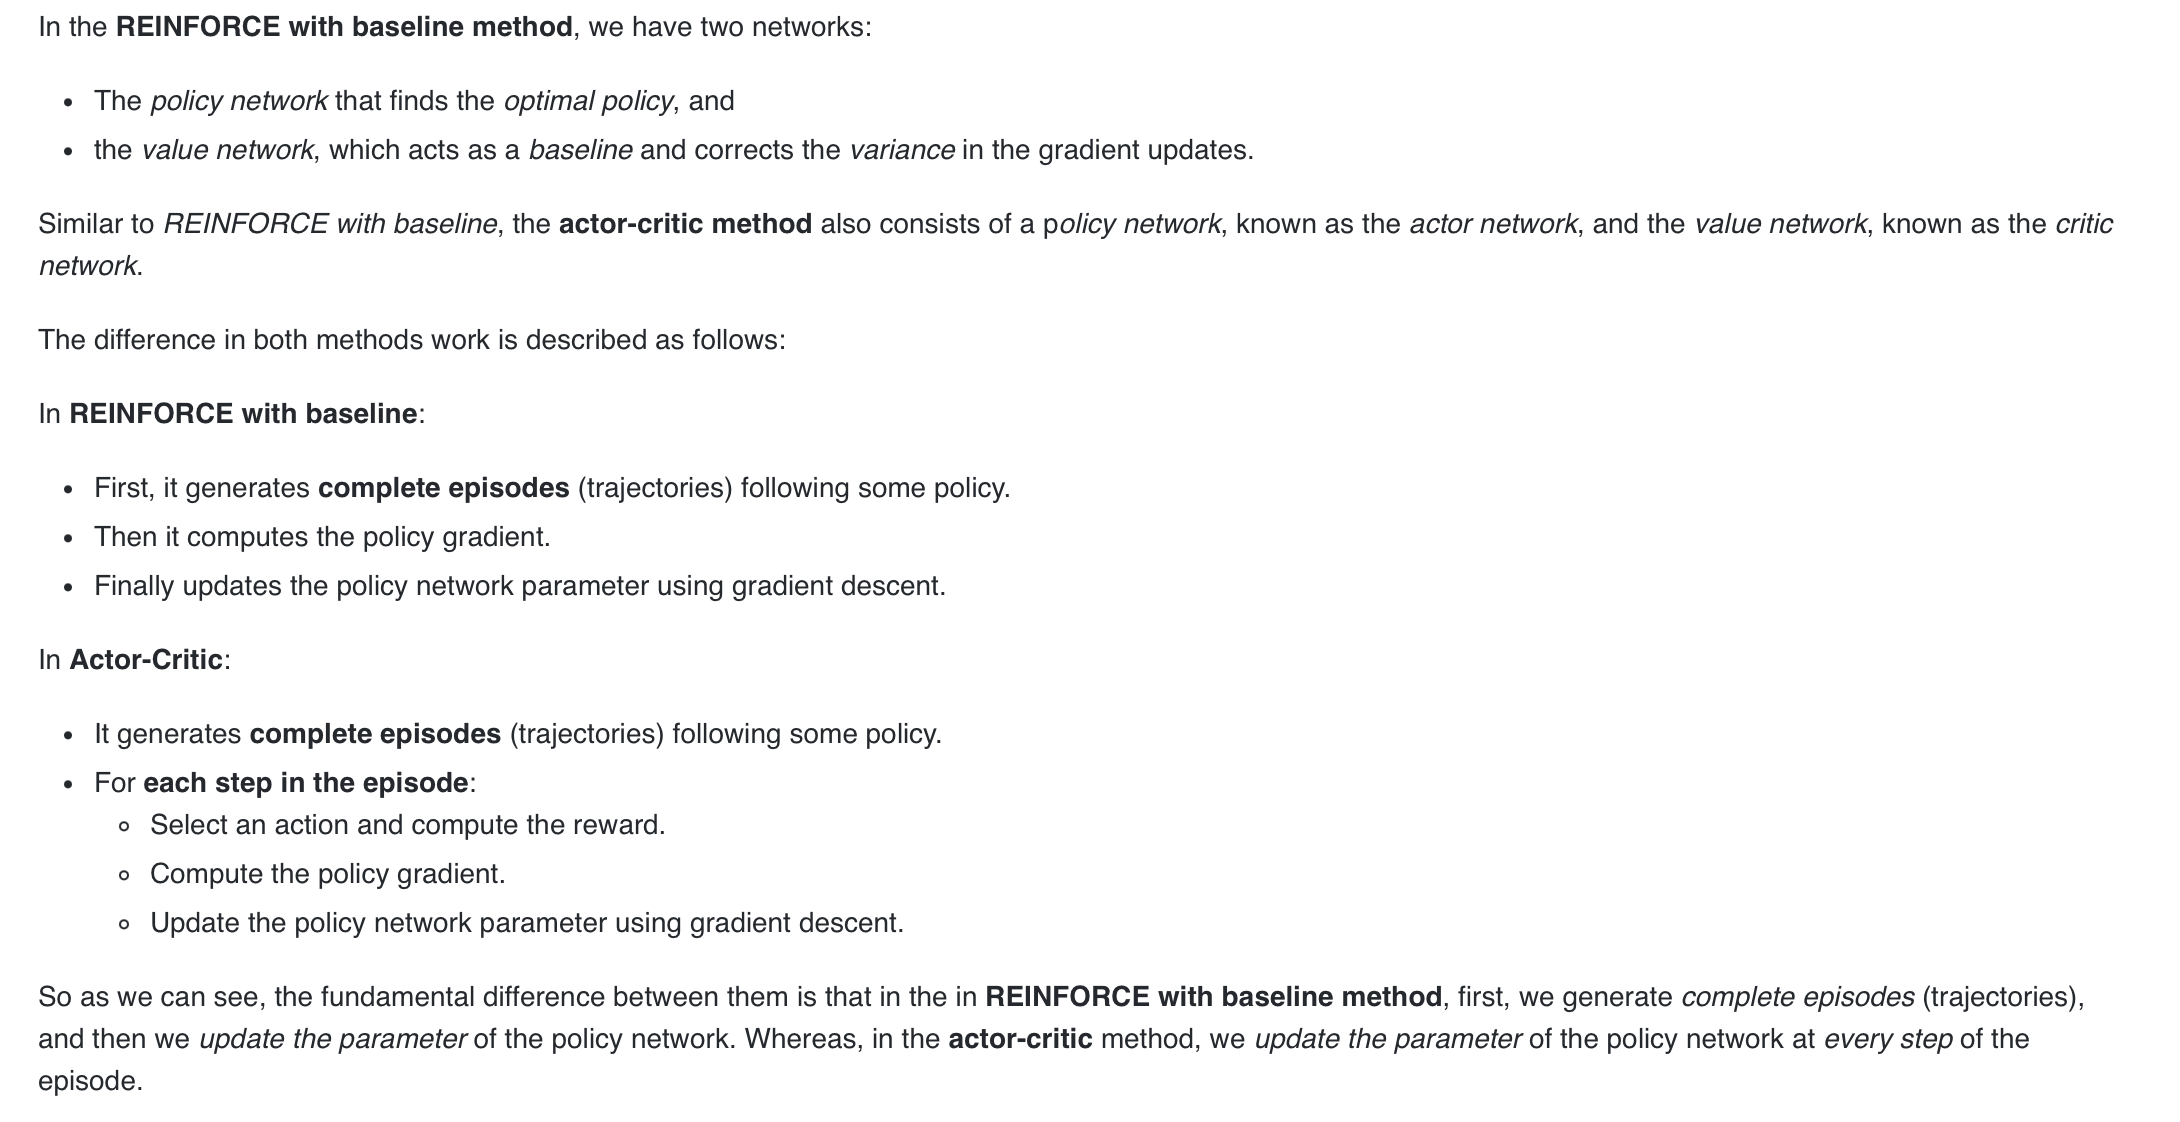 In the REINFORCE with baseline method, we have two networks:
• The policy network that finds the optimal policy, and
• the value network, which acts as a baseline and corrects the variance in the gradient updates.
Similar to REINFORCE with baseline, the actor-critic method also consists of a policy network, known as the actor network, and the value network, known as the critic
network.
The difference in both methods work is described as follows:
In REINFORCE with baseline:
• First, it generates complete episodes (trajectories) following some policy.
• Then it computes the policy gradient.
• Finally updates the policy network parameter using gradient descent.
In Actor-Critic:
• It generates complete episodes (trajectories) following some policy.
• For each step in the episode:
◦ Select an action and compute the reward.
◦ Compute the policy gradient.
◦ Update the policy network parameter using gradient descent.
So as we can see, the fundamental difference between them is that in the in REINFORCE with baseline method, first, we generate complete episodes (trajectories),
and then we update the parameter of the policy network. Whereas, in the actor-critic method, we update the parameter of the policy network at every step of the
episode.